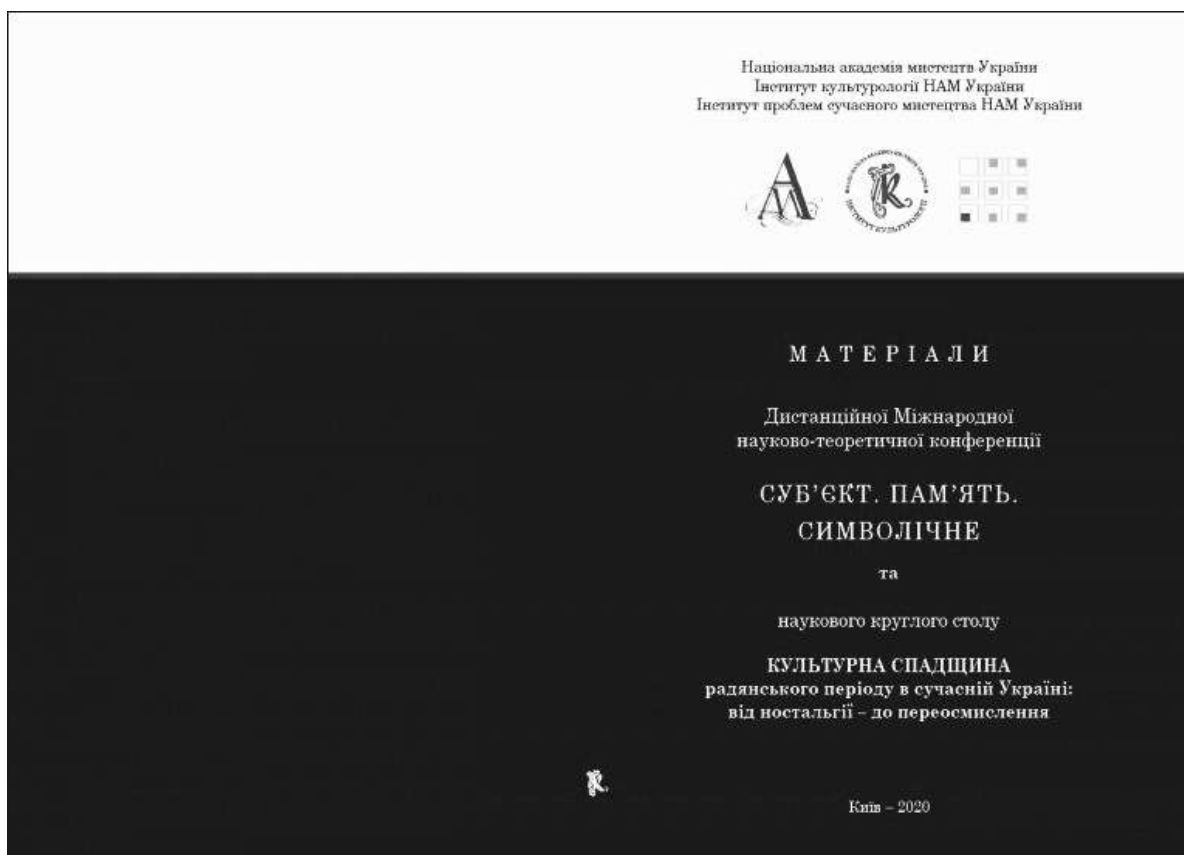 Національна академія мистецтв України
Інститут культурології НАМ України
Інститут проблем сучасного мистецтва НАМ України
ІНСТИТУТ КУЛЬТУРОЛОГІЇ
МАТЕРІАЛИ
Дистанційної Міжнародної
науково-теоретичної конференції
СУБ’ЄКТ. ПАМ’ЯТЬ.
СИМВОЛІЧНЕ
та
наукового круглого столу
КУЛЬТУРНА СПАДЩИНА
радянського періоду в сучасній Україні:
від ностальгії – до переосмислення
Київ – 2020